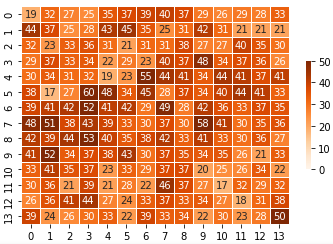 0 19 32 27 25 35 37 39 40 37 29 26 29 28 33
1 44 37 25 28 43 45 35 25 31 42 31 21 21 21
2 32 23 33 36 31 21 31 31 38 27 27 40 35 30
3 29 37 33 34 22 29 23 40 37 48 34 37 36 26
4 30 34 31 32 19 23 55 44 41 34 44 41 37 41
5 38 17 27 60 48 34 45 28 37 34 40 44 41 33
6 39 41 42 52 41 42 29 49 28 42 36 33 37 35
7 48 51 38 43 39 33 30 37 30 58 41 30 35 36
8 42 39 44 53 40 35 38 42 33 41 33 30 36 27
9 41 52 34 37 38 43 30 37 35 34 35 26 21 33
10 33 41 35 37 23 33 29 37 37 20 25 26 34 22
11 30 36 21 39 21 28 22 46 37 27 17 32 29 32
12 26 36 41 44 27 24 33 37 33 34 27 18 31 38
13 39 24 26 30 33 22 39 33 34 22 30 23 28 50
0 1 2 3 4 5 6 7 8 9 10 11 12 13
50
40
30
20
10
0